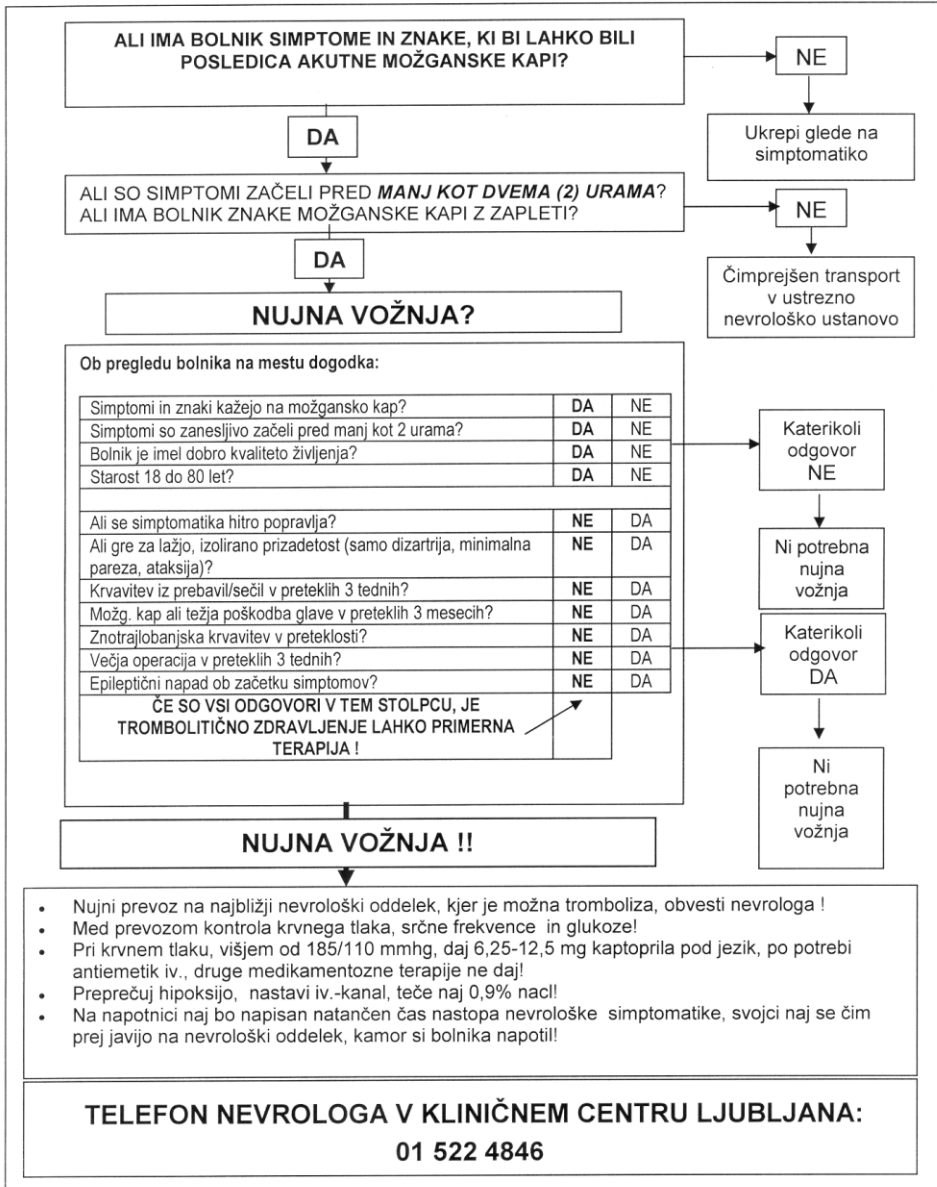 ALI IMA BOLNIK SIMPTOME IN ZNAKE, KI BI LAHKO BILI
POSLEDICA AKUTNE MOŽGANSKE KAPI?
NE
Ukrepi glede na
simptomatiko
DA
ALI SO SIMPTOMI ZAČELI PRED MANJ KOT DVEMA (2) URAMA?
ALI IMA BOLNIK ZNAKE MOŽGANSKE KAPI Z ZAPLETI?
NE
Čimprejšen transport
v ustrezno
nevrološko ustanovo
DA
NUJNA VOŽNJA?
Ob pregledu bolnika na mestu dogodka:
Simptomi in znaki kažejo na možgansko kap? DA NE
Simptomi so zanesljivo začeli pred manj kot 2 urama? DA NE
Bolnik je imel dobro kvaliteto življenja? DA NE
Starost 18 do 80 let? DA NE
Katerikoli
odgovor
NE
Ni potrebna
nujna
vožnja
Ali se simptomatika hitro popravlja? NE DA
Ali gre za lažjo, izolirano prizadetost (samo dizartrija, minimalna NE DA
pareza, ataksija)?
Krvavitev iz prebavil/sečil v preteklih 3 tednih? NE DA
Možg. kap ali težja poškodba glave v preteklih 3 mesecih? NE DA
Znotrajlobanjska krvavitev v preteklosti? NE DA
Večja operacija v preteklih 3 tednih? NE DA
Epileptični napad ob začetku simptomov? NE DA
ČE SO VSI ODGOVORI V TEM STOLPCU, JE
TROMBOLITIČNO ZDRAVLJENJE LAHKO PRIMERNA
TERAPIJA !
Katerikoli
odgovor
DA
Ni
potrebna
nujna
vožnja
NUJNA VOŽNJA !!
• Nujni prevoz na najbližji nevrološki oddelek, kjer je možna tromboliza, obvesti nevrologa !
• Med prevozom kontrola krvnega tlaka, srčne frekvence in glukoze!
• Pri krvnem tlaku, višjem od 185/110 mmhg, daj 6,25-12,5 mg kaptoprila pod jezik, po potrebi
antiemetik iv., druge medikamentozne terapije ne daj!
• Preprečuj hipoksijo, nastavi iv.-kanal, teče naj 0,9% nacl!
• Na napotnici naj bo napisan natančen čas nastopa nevrološke simptomatike, svojci naj se čim
prej javijo na nevrološki oddelek, kamor si bolnika napotil!
TELEFON NEVROLOGA V KLINIČNEM CENTRU LJUBLJANA:
01 522 4846